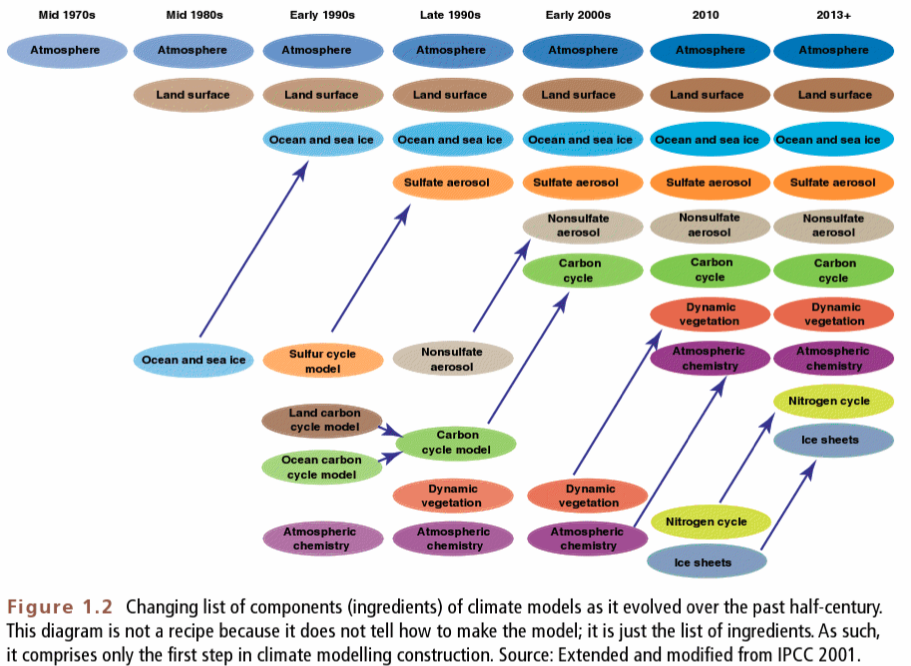 Mid 1970s Mid 1980s Early 1990s Late 1990s Early 2000s 2010 2013+
Atmosphere Atmosphere Atmosphere Atmosphere Atmosphere Atmosphere Atmosphere
Land surface Land surface Land surface Land surface Land surface Land surface
Ocean and sea ice Ocean and sea ice Ocean and sea ice Ocean and sea ice Ocean and sea ice
Sulfate aerosol Sulfate aerosol Sulfate aerosol Sulfate aerosol
Nonsulfate Nonsulfate Nonsulfate
aerosol aerosol aerosol
Carbon Carbon Carbon
cycle cycle cycle
Dynamic Dynamic
vegetation vegetation
Ocean and sea ice
Sulfur cycle
model
Nonsulfate
aerosol
Atmospheric Atmospheric
chemistry chemistry
Nitrogen cycle
Land carbon
cycle model
Carbon
cycle model
Ice sheets
Ocean carbon
cycle model
Dynamic Dynamic
vegetation vegetation
Nitrogen cycle
Atmospheric Atmospheric Atmospheric
chemistry chemistry chemistry
Ice sheets
Figure 1.2 Changing list of components (ingredients) of climate models as it evolved over the past half-century.
This diagram is not a recipe because it does not tell how to make the model; it is just the list of ingredients. As such,
it comprises only the first step in climate modelling construction. Source: Extended and modified from IPCC 2001.